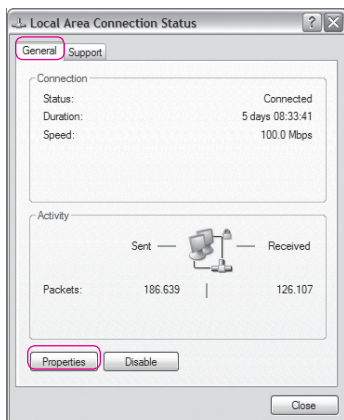 Local Area Connection Status
General Support
Connection
Status: Connected
Duration: 5 days 08:33:41
Speed: 100.0 Mbps
Activity
Sent Received
Packets: 186.639 126.107
Properties Disable
Close